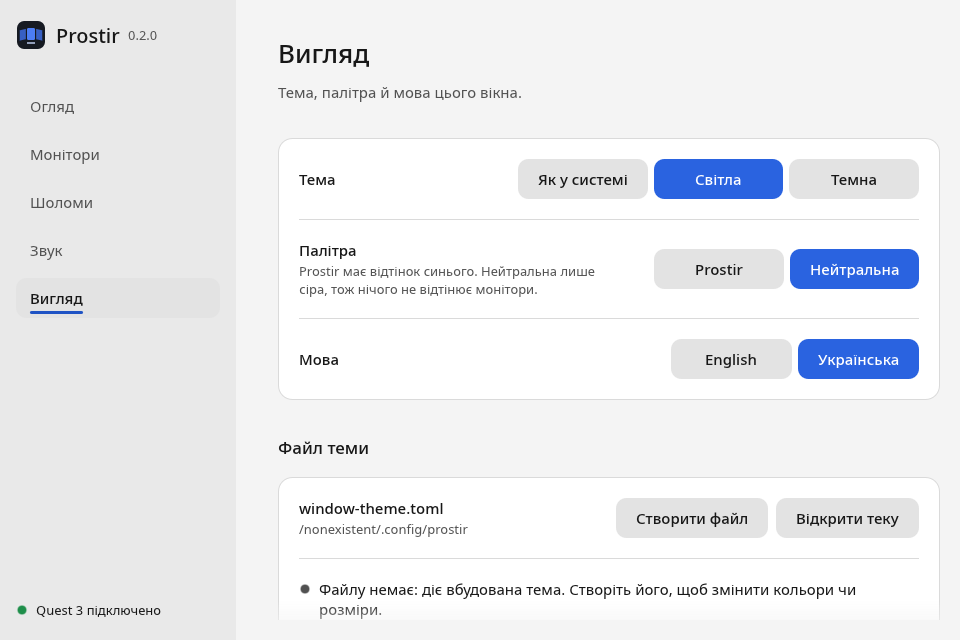 Prostir 0.2.0
Огляд
Монітори
Шоломи
Звук
Вигляд
Quest 3 підключено
Вигляд
Тема, палітра й мова цього вікна.
Тема
Як у системі
Світла
Темна
Палітра
Prostir має відтінок синього. Нейтральна лише
сіра, тож нічого не відтінює монітори.
Prostir
Нейтральна
Мова
English
Українська
Файл теми
window-theme.toml
/nonexistent/.config/prostir
Створити файл
Відкрити теку
Файлу немає: діє вбудована тема. Створіть його, щоб змінити кольори чи
розміри.